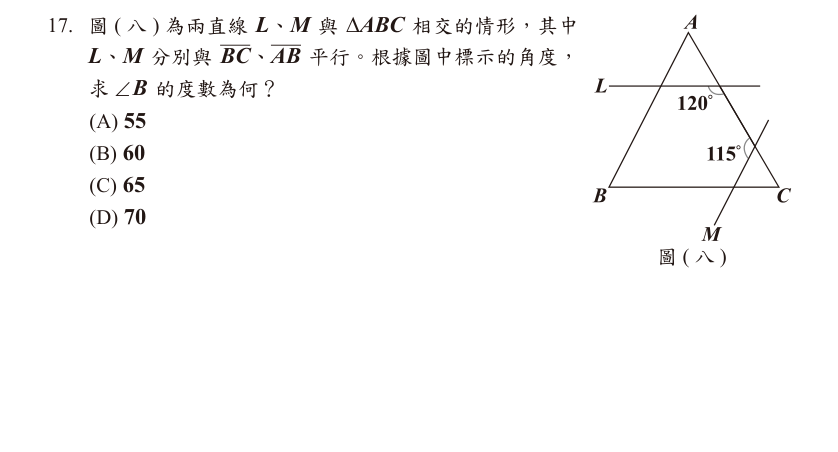 17. 圖(八)為兩直線 L、M 與 ΔABC 相交的情形，其中
L、M 分別與 BC、AB 平行。根據圖中標示的角度，
求 ∠B 的度數為何？
(A) 55
(B) 60
(C) 65
(D) 70
A
L
120°
115°
B
C
M
圖(八)